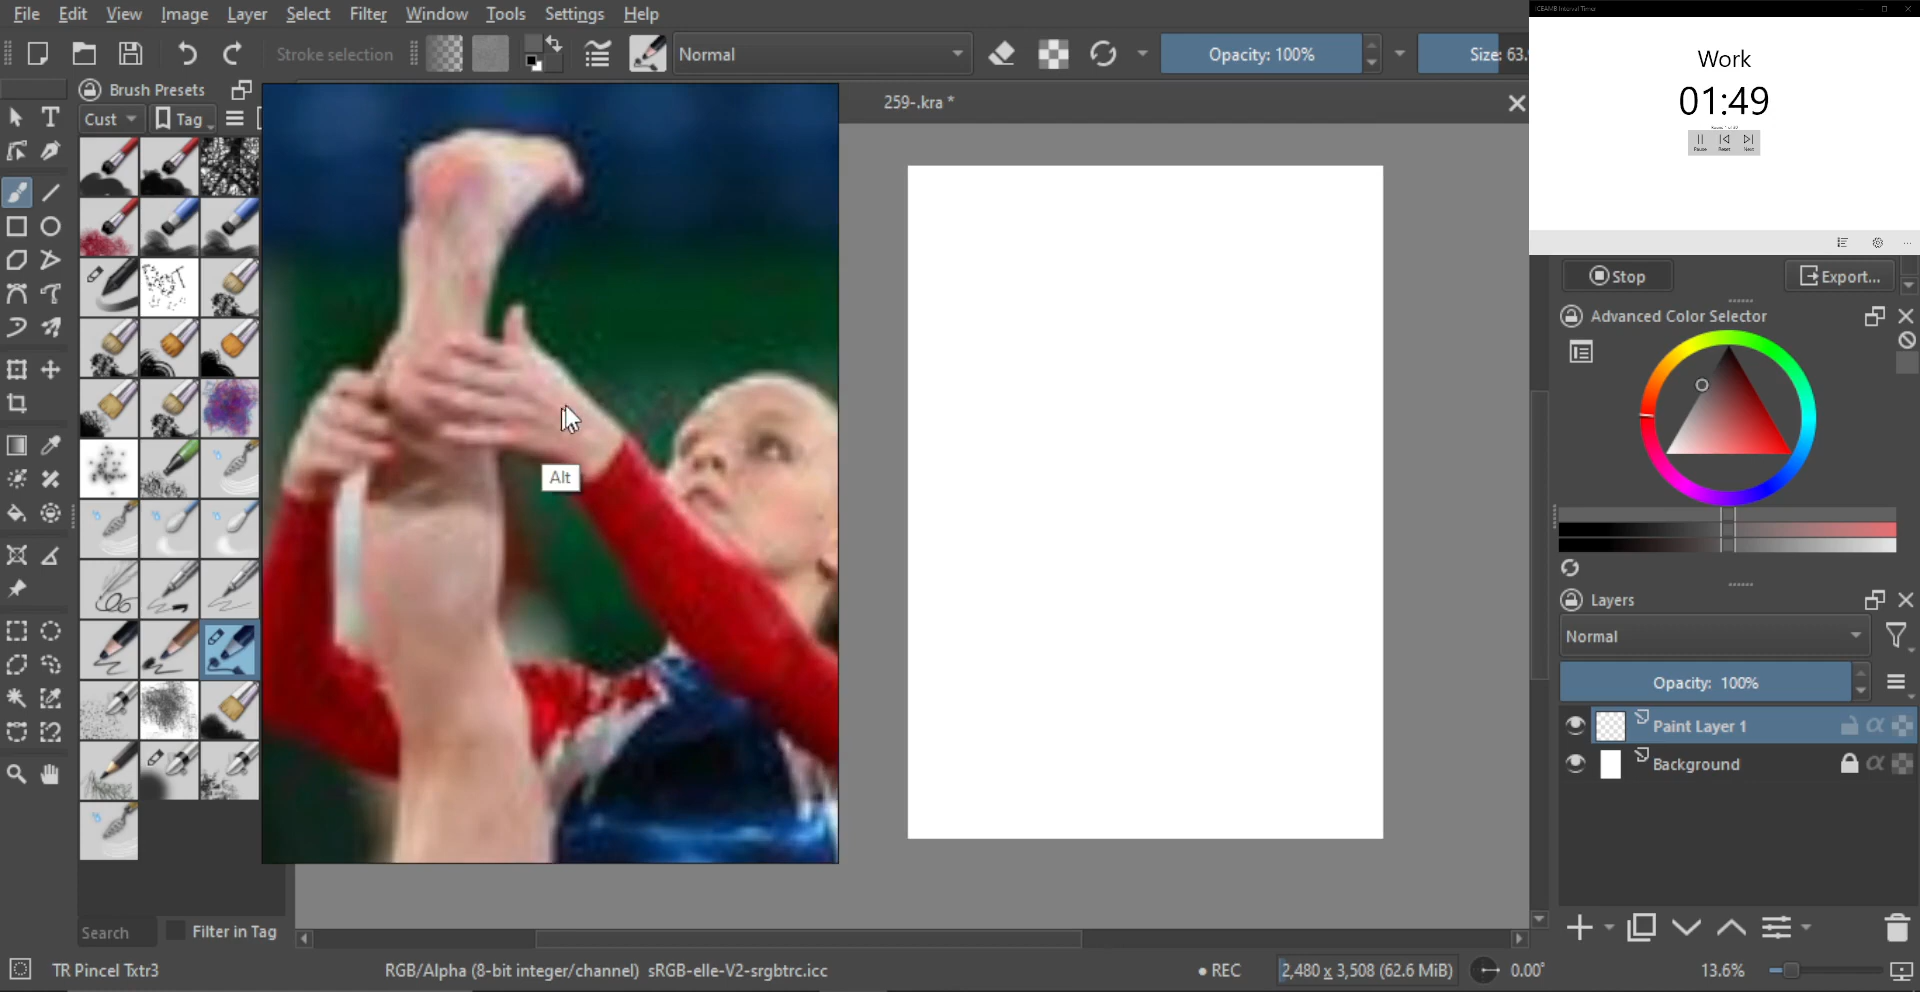 File Edit View Image Layer Select Filter Window Tools Settings Help
Stroke selection
Normal
Opacity: 100%
Size: 63.
Brush Presets
Cust
Tag
259-.kra *
Alt
Search
Filter in Tag
TR Pincel Txtr3
RGB/Alpha (8-bit integer/channel) sRGB-elle-V2-srgbtrc.icc
REC
2,480 x 3,508 (62.6 MiB)
0.00°
13.6%
Work
01:49
Pause Reset Next
Stop
Export...
Advanced Color Selector
Layers
Normal
Opacity: 100%
Paint Layer 1
Background